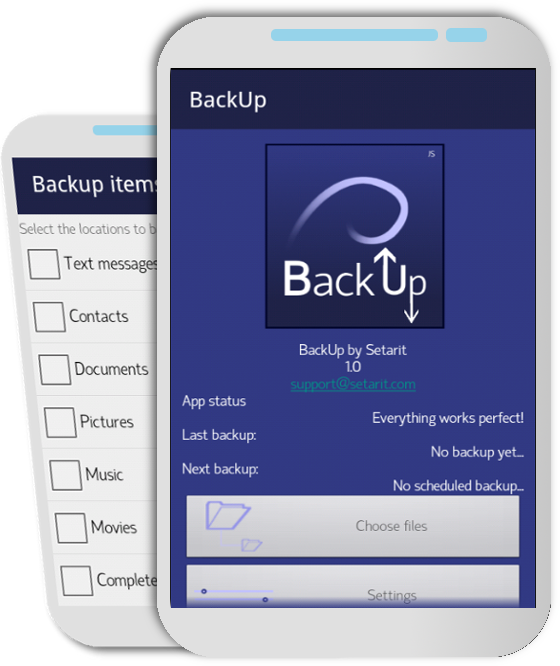 Backup items
Select the locations to b
Text messages
Contacts
Documents
Pictures
Music
Movies
Complete
BackUp
BackUp
BackUp by Setarit
1.0
support@setarit.com
App status
Everything works perfect!
Last backup:
No backup yet...
Next backup:
No scheduled backup...
Choose files
Settings